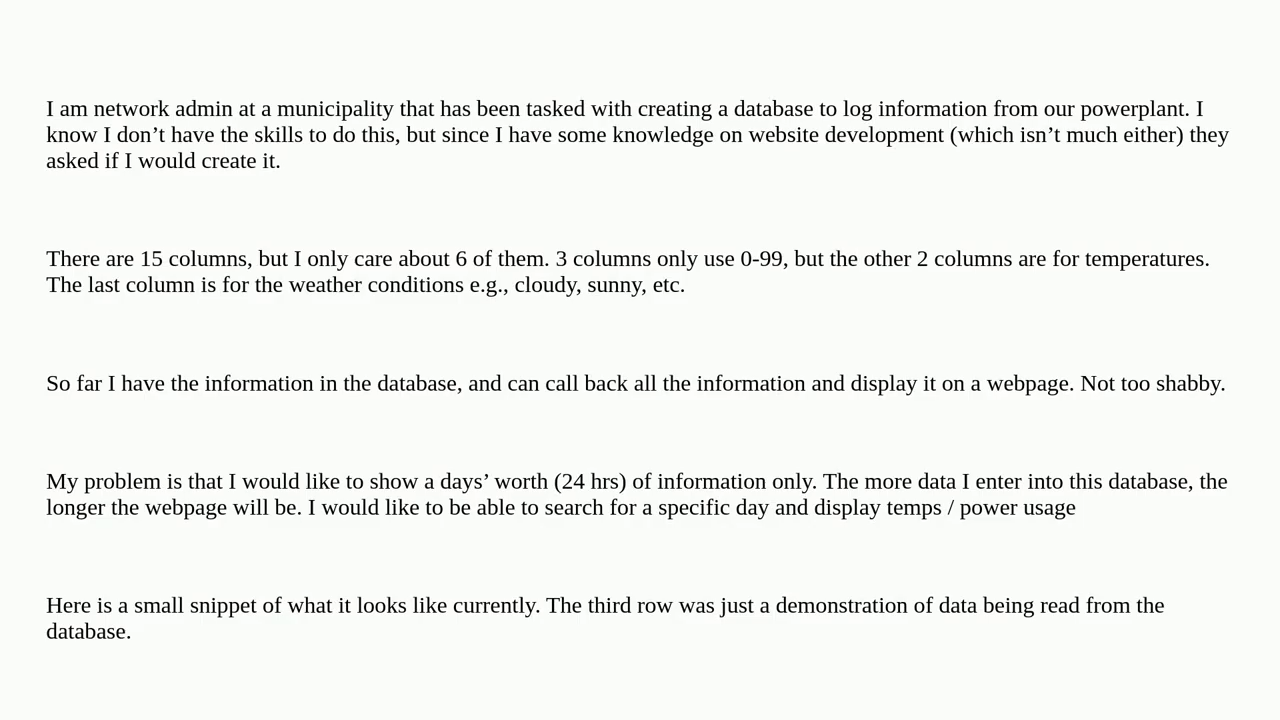 I am network admin at a municipality that has been tasked with creating a database to log information from our powerplant. I
know I don’t have the skills to do this, but since I have some knowledge on website development (which isn’t much either) they
asked if I would create it.
There are 15 columns, but I only care about 6 of them. 3 columns only use 0-99, but the other 2 columns are for temperatures.
The last column is for the weather conditions e.g., cloudy, sunny, etc.
So far I have the information in the database, and can call back all the information and display it on a webpage. Not too shabby.
My problem is that I would like to show a days’ worth (24 hrs) of information only. The more data I enter into this database, the
longer the webpage will be. I would like to be able to search for a specific day and display temps / power usage
Here is a small snippet of what it looks like currently. The third row was just a demonstration of data being read from the
database.